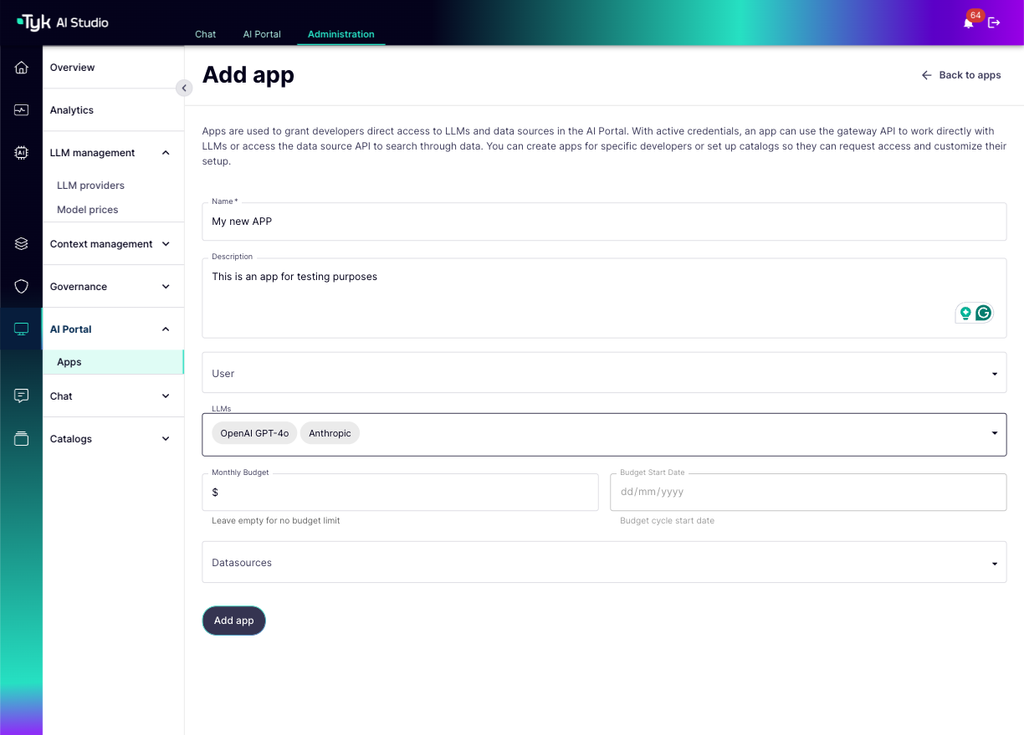 Tyk AI Studio
Chat
AI Portal
Administration
64
Overview
Analytics
LLM management
LLM providers
Model prices
Context management
Governance
AI Portal
Apps
Chat
Catalogs
Add app
Back to apps
Apps are used to grant developers direct access to LLMs and data sources in the AI Portal. With active credentials, an app can use the gateway API to work directly with
LLMs or access the data source API to search through data. You can create apps for specific developers or set up catalogs so they can request access and customize their
setup.
Name *
My new APP
Description
This is an app for testing purposes
User
LLMs
OpenAI GPT-4o
Anthropic
Monthly Budget
$
Leave empty for no budget limit
Budget Start Date
dd/mm/yyyy
Budget cycle start date
Datasources
Add app